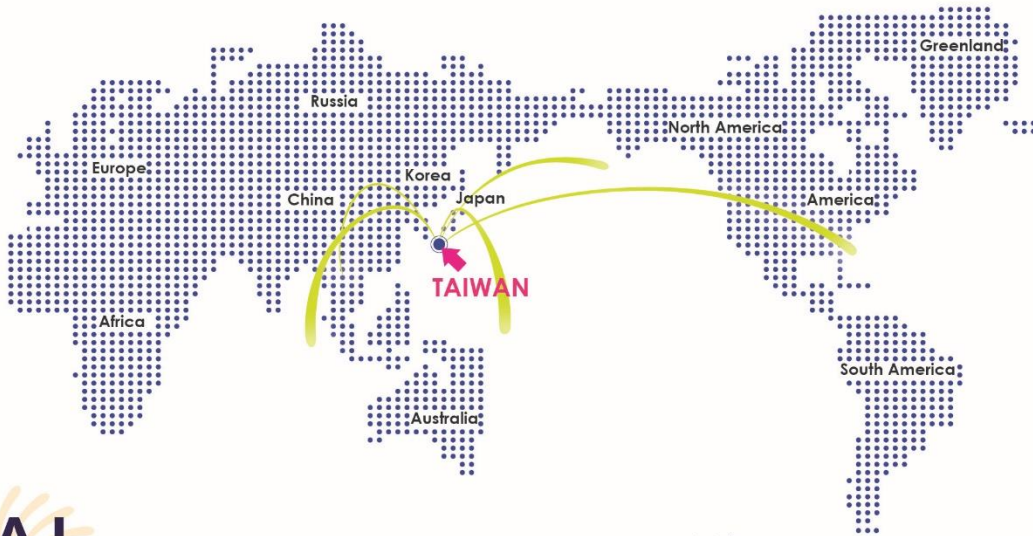 Greenland
Russia
North America
Europe
Korea
China
Japan
America
TAIWAN
Africa
South America
Australia